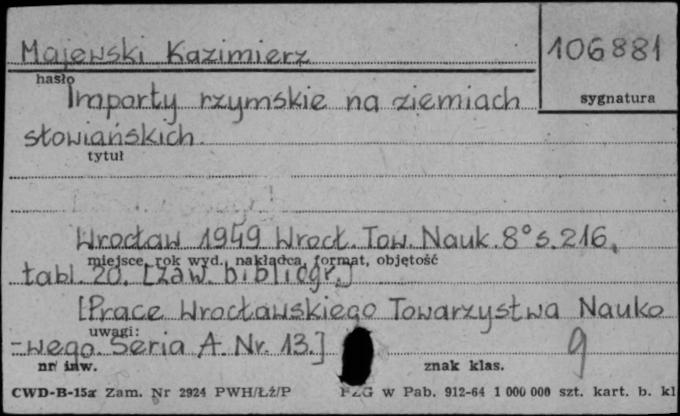 Majewski Kazimierz
106881
hasło
sygnatura
Importy rzymskie na ziemiach
słowiańskich.
tytuł
Wrocław 1949 Wrocł. Tow. Nauk. 8° s. 216,
miejsce, rok wyd., nakładca, format, objętość
tabl. 20. [Zaw. bibliogr.]
[Prace Wrocławskiego Towarzystwa Nauko
uwagi:
-wego. Seria A. Nr. 13.]
9
nr inw.
znak klas.
CWD-B-15a Zam. Nr 2924 PWH/Łź/P
PZG w Pab. 912-64 1 000 000 szt. kart. b. kl